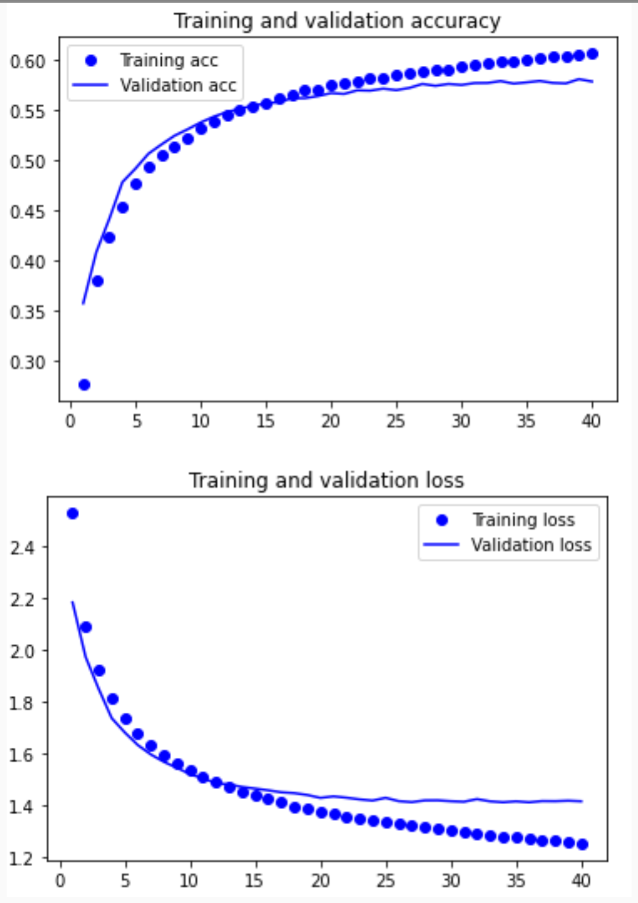 Training and validation accuracy
Training acc
Validation acc
0.60
0.55
0.50
0.45
0.40
0.35
0.30
0 5 10 15 20 25 30 35 40
Training and validation loss
Training loss
Validation loss
2.4
2.2
2.0
1.8
1.6
1.4
1.2
0 5 10 15 20 25 30 35 40